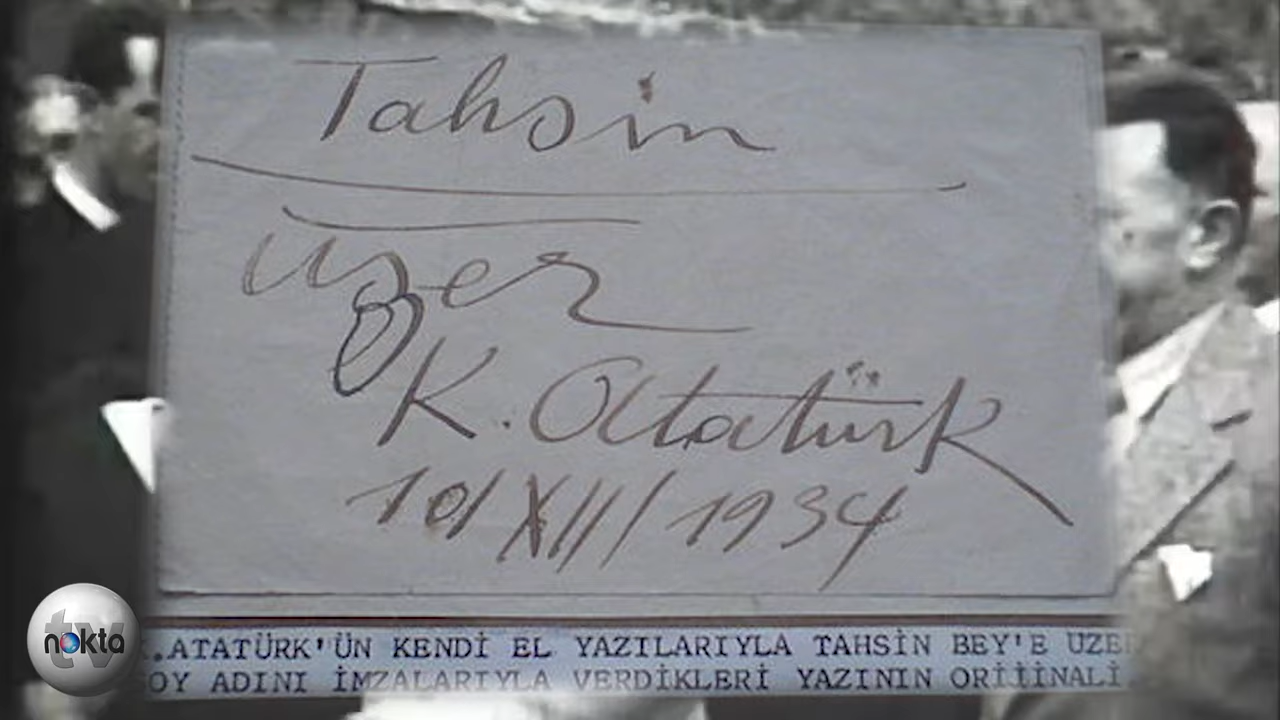 Tahsin
Uzer
K. Atatürk
10/XII/1934
K.ATATÜRK'ÜN KENDİ EL YAZILARIYLA TAHSİN BEY'E UZER
SOY ADINI İMZALARIYLA VERDİKLERİ YAZININ ORİJİNALİ
nokta
tv